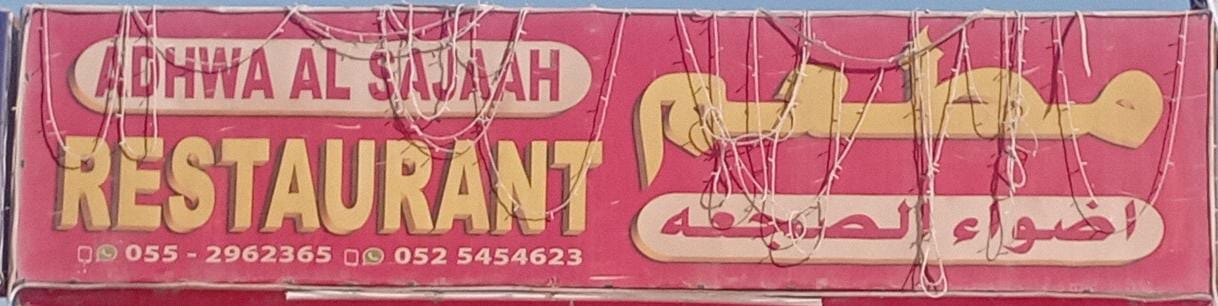 ADHWA AL SAJAAH
RESTAURANT
055 - 2962365 052 5454623
مطعم
اضواء الصجعه